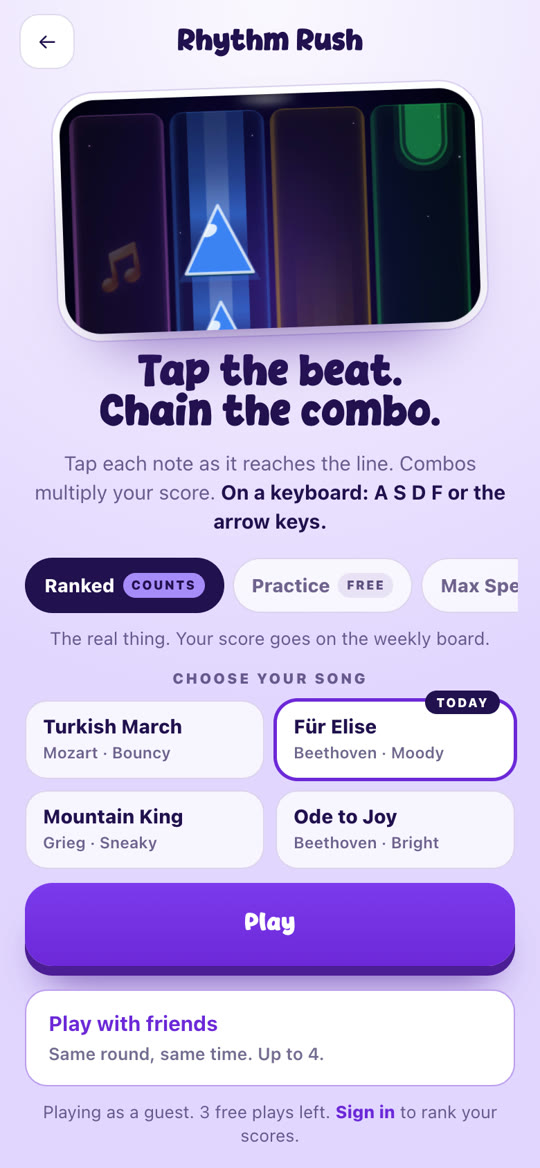 Rhythm Rush
Tap the beat.
Chain the combo.
Tap each note as it reaches the line. Combos
multiply your score. On a keyboard: A S D F or the
arrow keys.
Ranked COUNTS Practice FREE Max Spe
The real thing. Your score goes on the weekly board.
CHOOSE YOUR SONG
TODAY
Turkish March
Mozart · Bouncy
Für Elise
Beethoven · Moody
Mountain King
Grieg · Sneaky
Ode to Joy
Beethoven · Bright
Play
Play with friends
Same round, same time. Up to 4.
Playing as a guest. 3 free plays left. Sign in to rank your
scores.